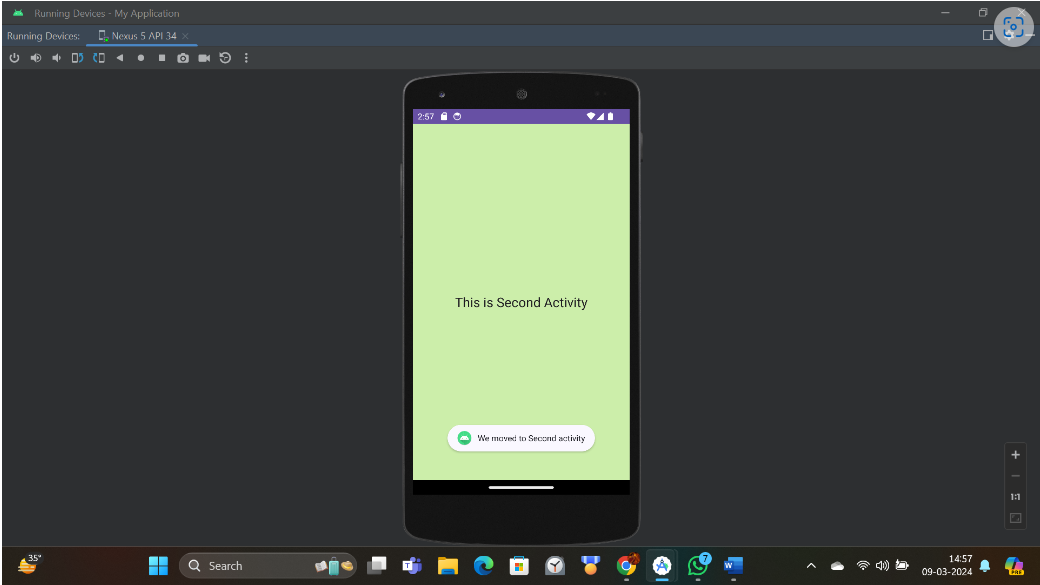 Running Devices - My Application
Running Devices:
Nexus 5 API 34
2:57
This is Second Activity
We moved to Second activity
1:1
35°
Search
T
7
W
14:57
09-03-2024
PRE